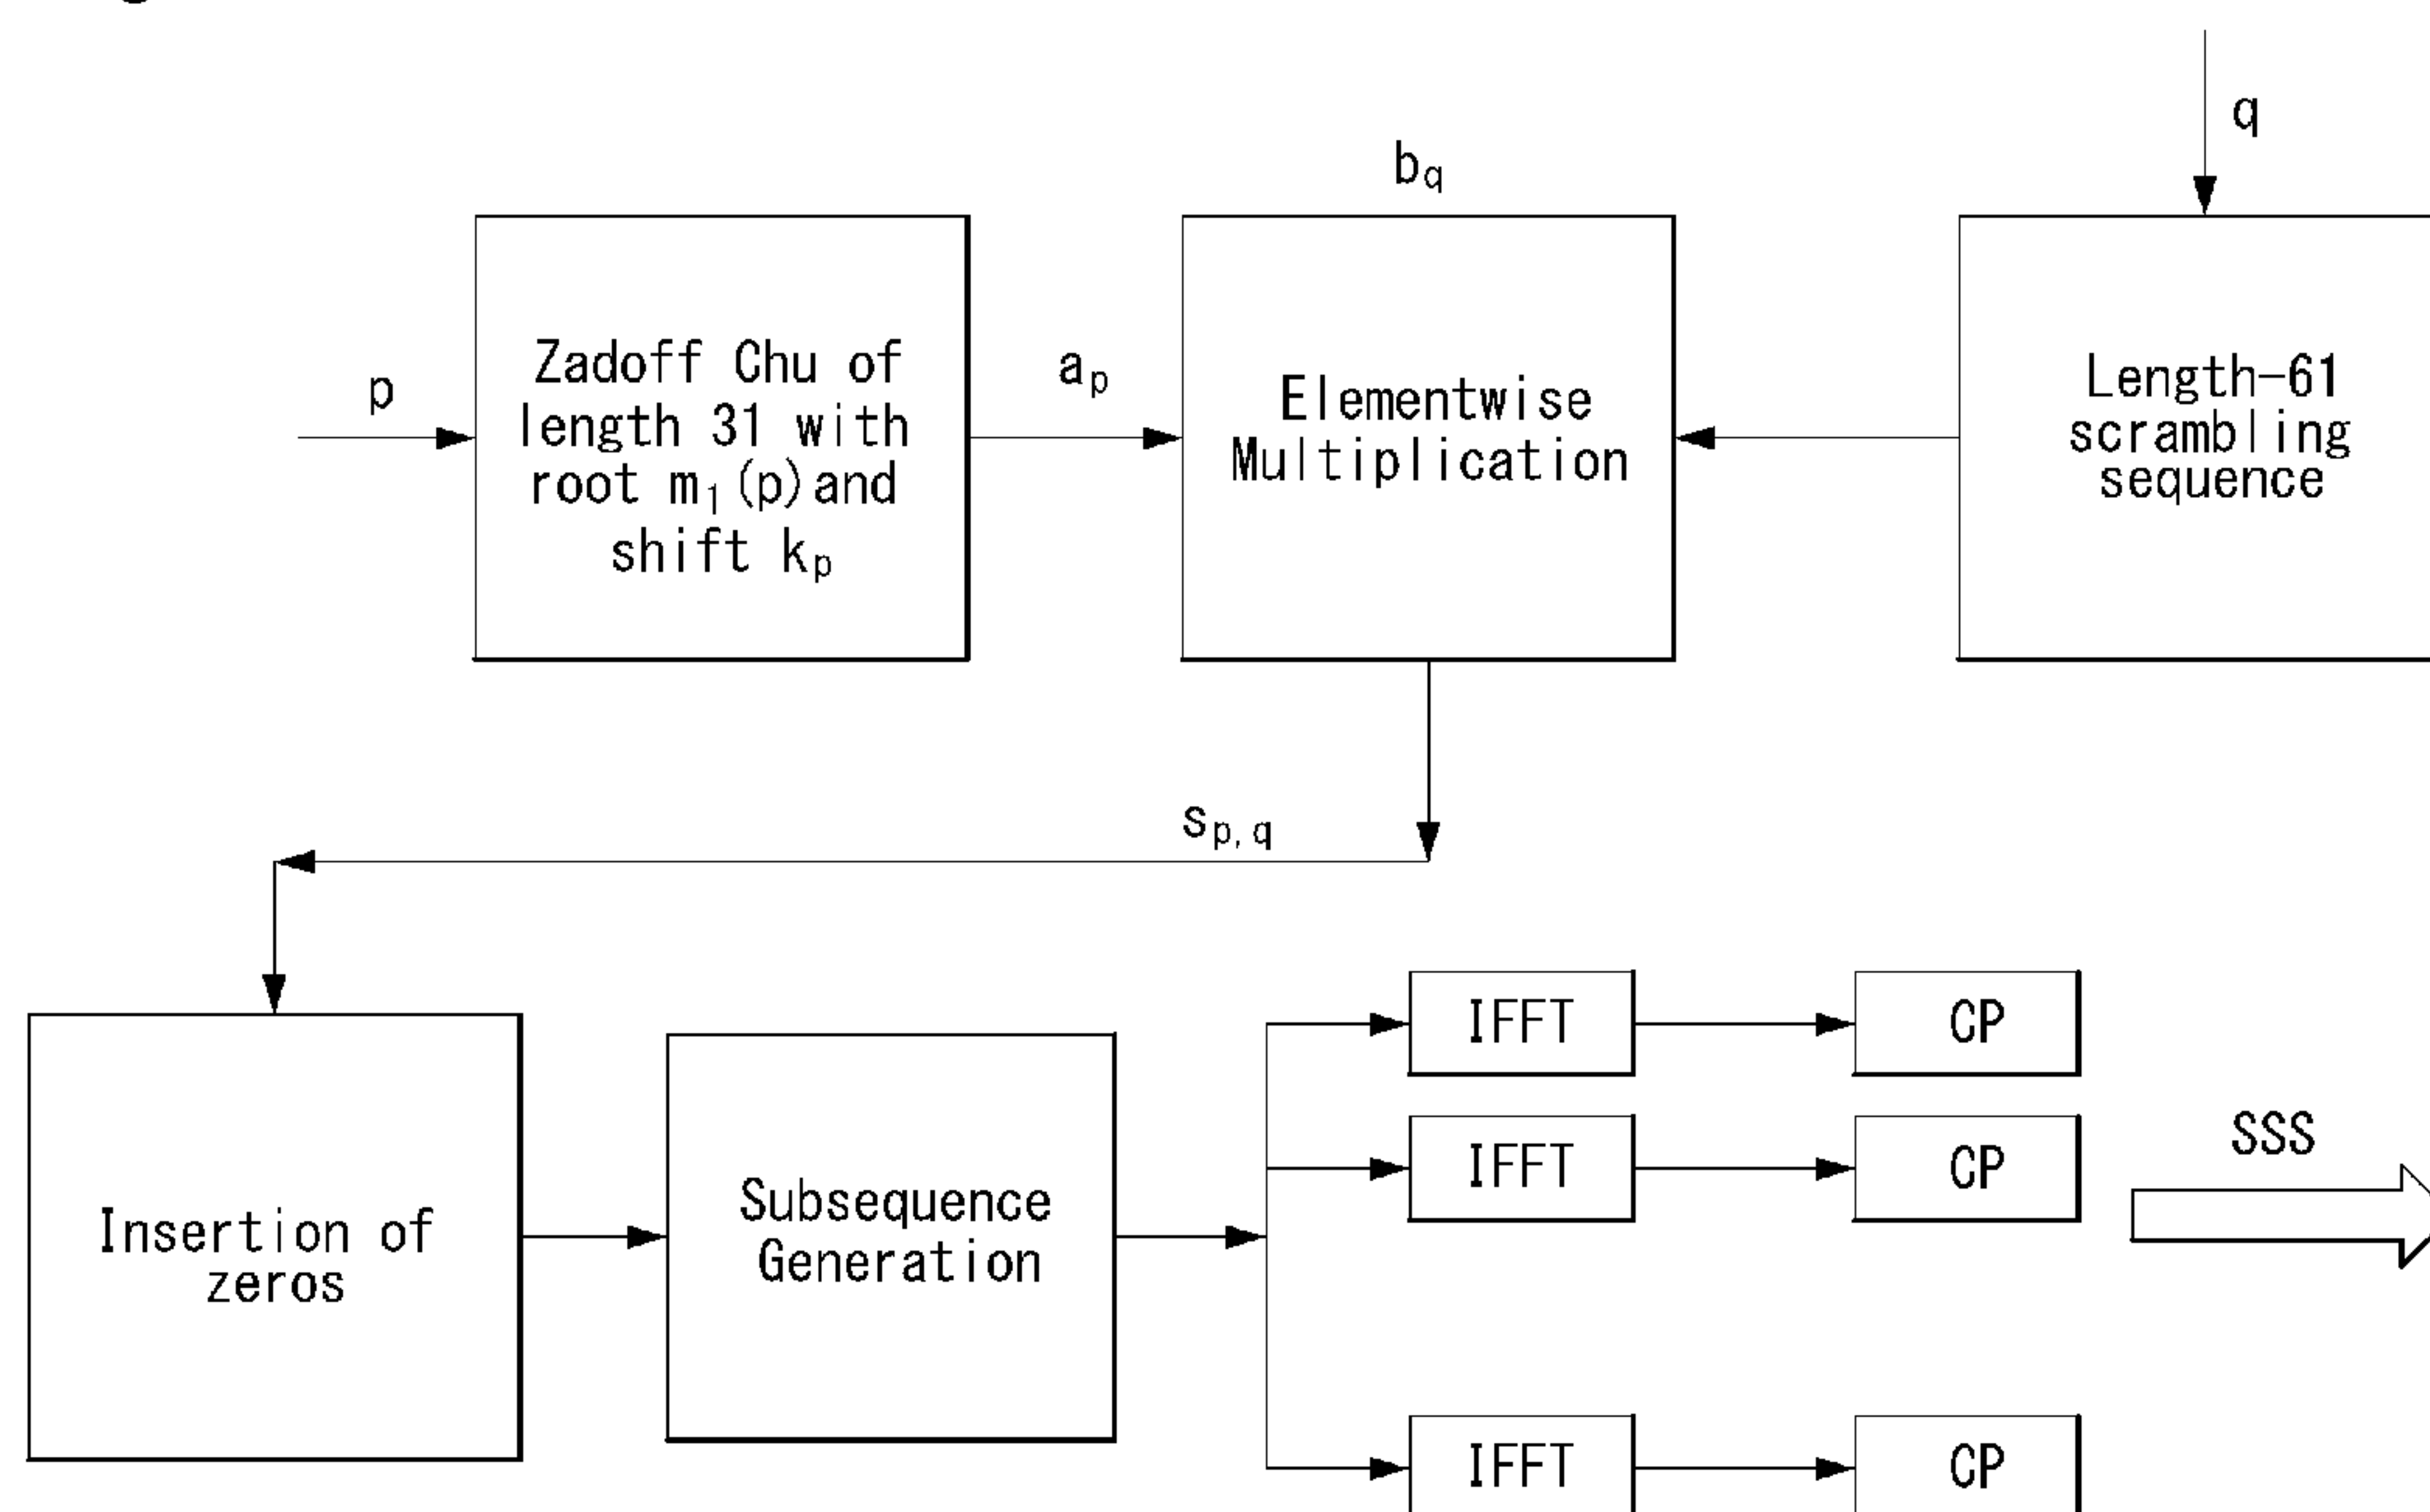 q
b_q
p
Zadoff Chu of
length 31 with
root m₁(p)and
shift k_p
a_p
Elementwise
Multiplication
Length-61
scrambling
sequence
s_p,q
Insertion of
zeros
Subsequence
Generation
IFFT
CP
IFFT
CP
SSS
IFFT
CP